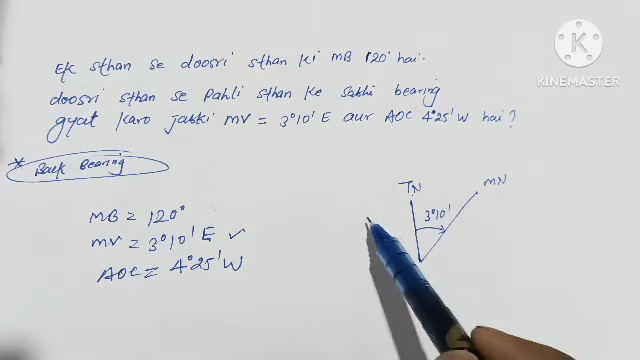 Ek sthan se doosri sthan ki MB 120° hai.
doosri sthan se Pahli sthan ke sabhi bearing
gyat karo jabki MV = 3°10' E aur AOC 4°25' W hai?
* Back Bearing
MB = 120°
MV = 3°10' E ✓
AOC = 4°25' W
TN
MN
3°10'
K
KINEMASTER